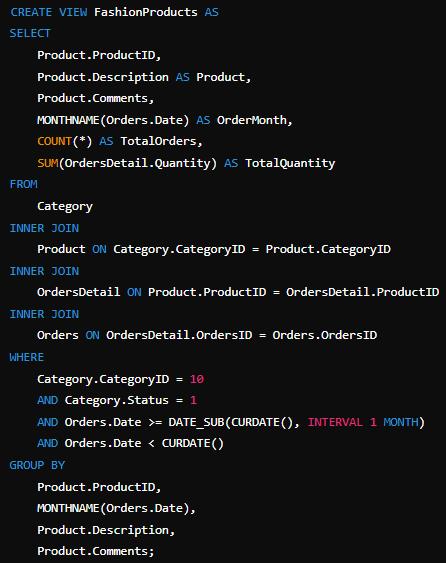 CREATE VIEW FashionProducts AS
SELECT
Product.ProductID,
Product.Description AS Product,
Product.Comments,
MONTHNAME(Orders.Date) AS OrderMonth,
COUNT(*) AS TotalOrders,
SUM(OrdersDetail.Quantity) AS TotalQuantity
FROM
Category
INNER JOIN
Product ON Category.CategoryID = Product.CategoryID
INNER JOIN
OrdersDetail ON Product.ProductID = OrdersDetail.ProductID
INNER JOIN
Orders ON OrdersDetail.OrdersID = Orders.OrdersID
WHERE
Category.CategoryID = 10
AND Category.Status = 1
AND Orders.Date >= DATE_SUB(CURDATE(), INTERVAL 1 MONTH)
AND Orders.Date < CURDATE()
GROUP BY
Product.ProductID,
MONTHNAME(Orders.Date),
Product.Description,
Product.Comments;